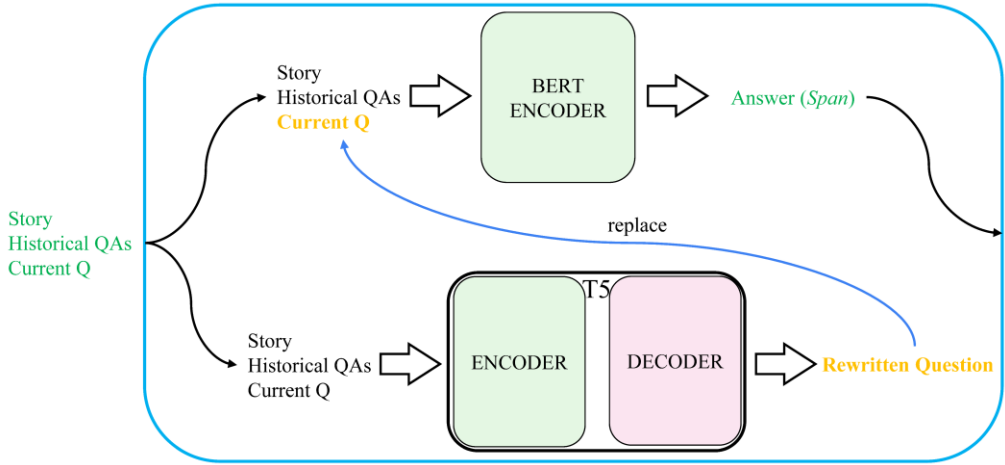 Story
Historical QAs
Current Q
Story
Historical QAs
Current Q
BERT
ENCODER
Answer (Span)
replace
Story
Historical QAs
Current Q
T5
ENCODER
DECODER
Rewritten Question